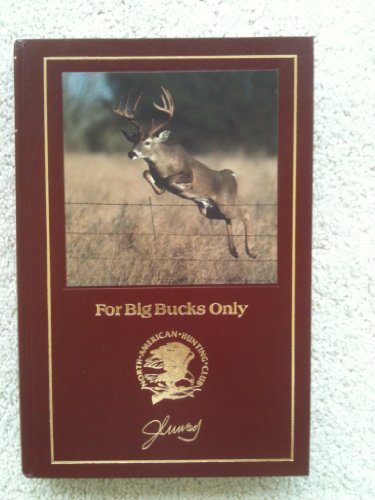 For Big Bucks Only
NORTH • AMERICAN • HUNTING • CLUB